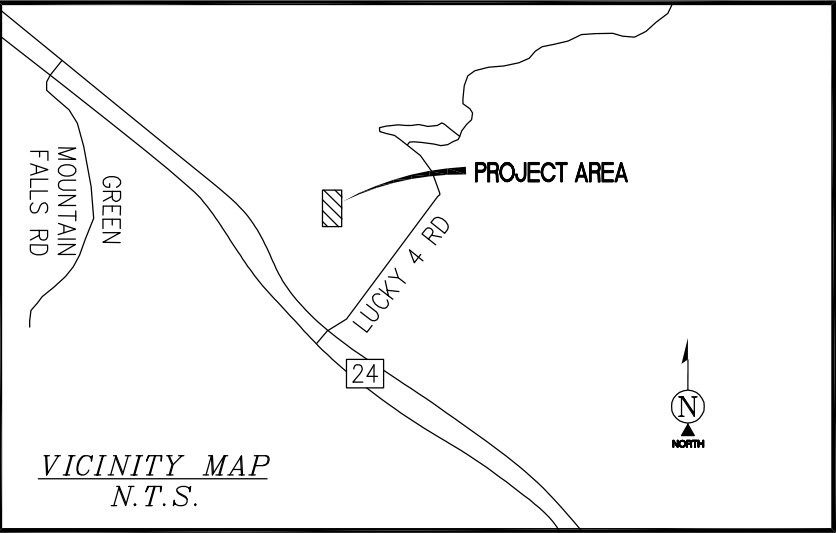 PROJECT AREA
GREEN
MOUNTAIN
FALLS RD
LUCKY 4 RD
24
N
NORTH
VICINITY MAP
N.T.S.